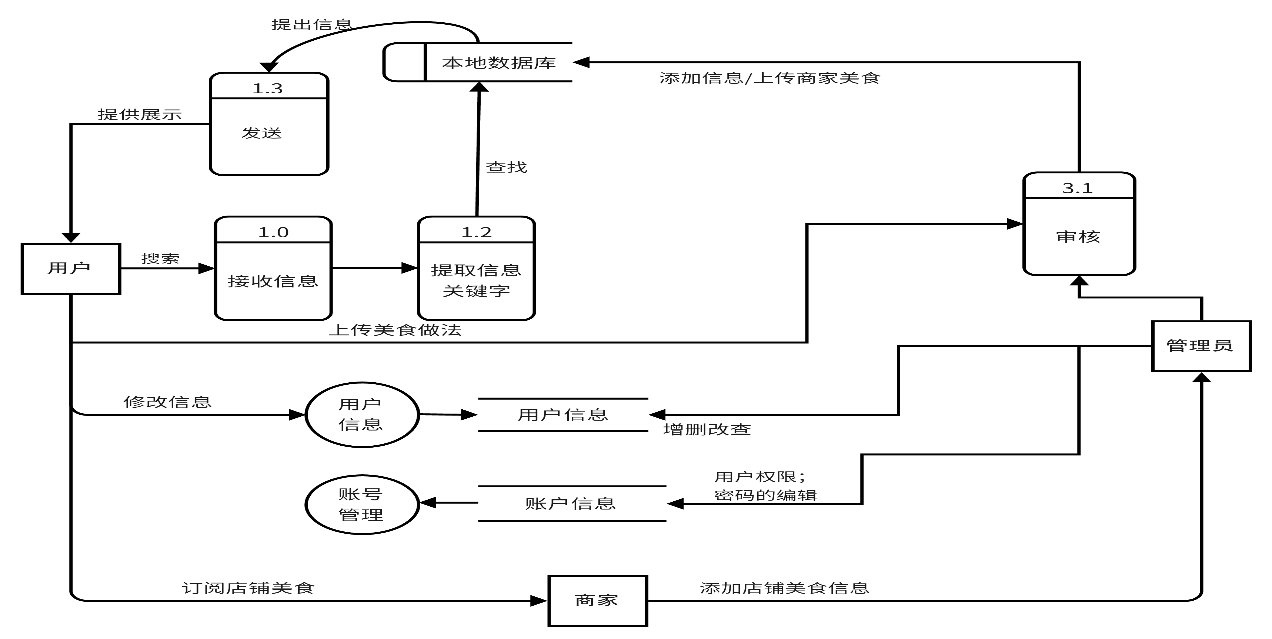 提出信息
本地数据库
添加信息/上传商家美食
1.3
发送
提供展示
查找
3.1
审核
1.0
接收信息
1.2
提取信息
关键字
用户
搜索
上传美食做法
管理员
修改信息
用户
信息
用户信息
增删改查
账号
管理
账户信息
用户权限；
密码的编辑
订阅店铺美食
商家
添加店铺美食信息